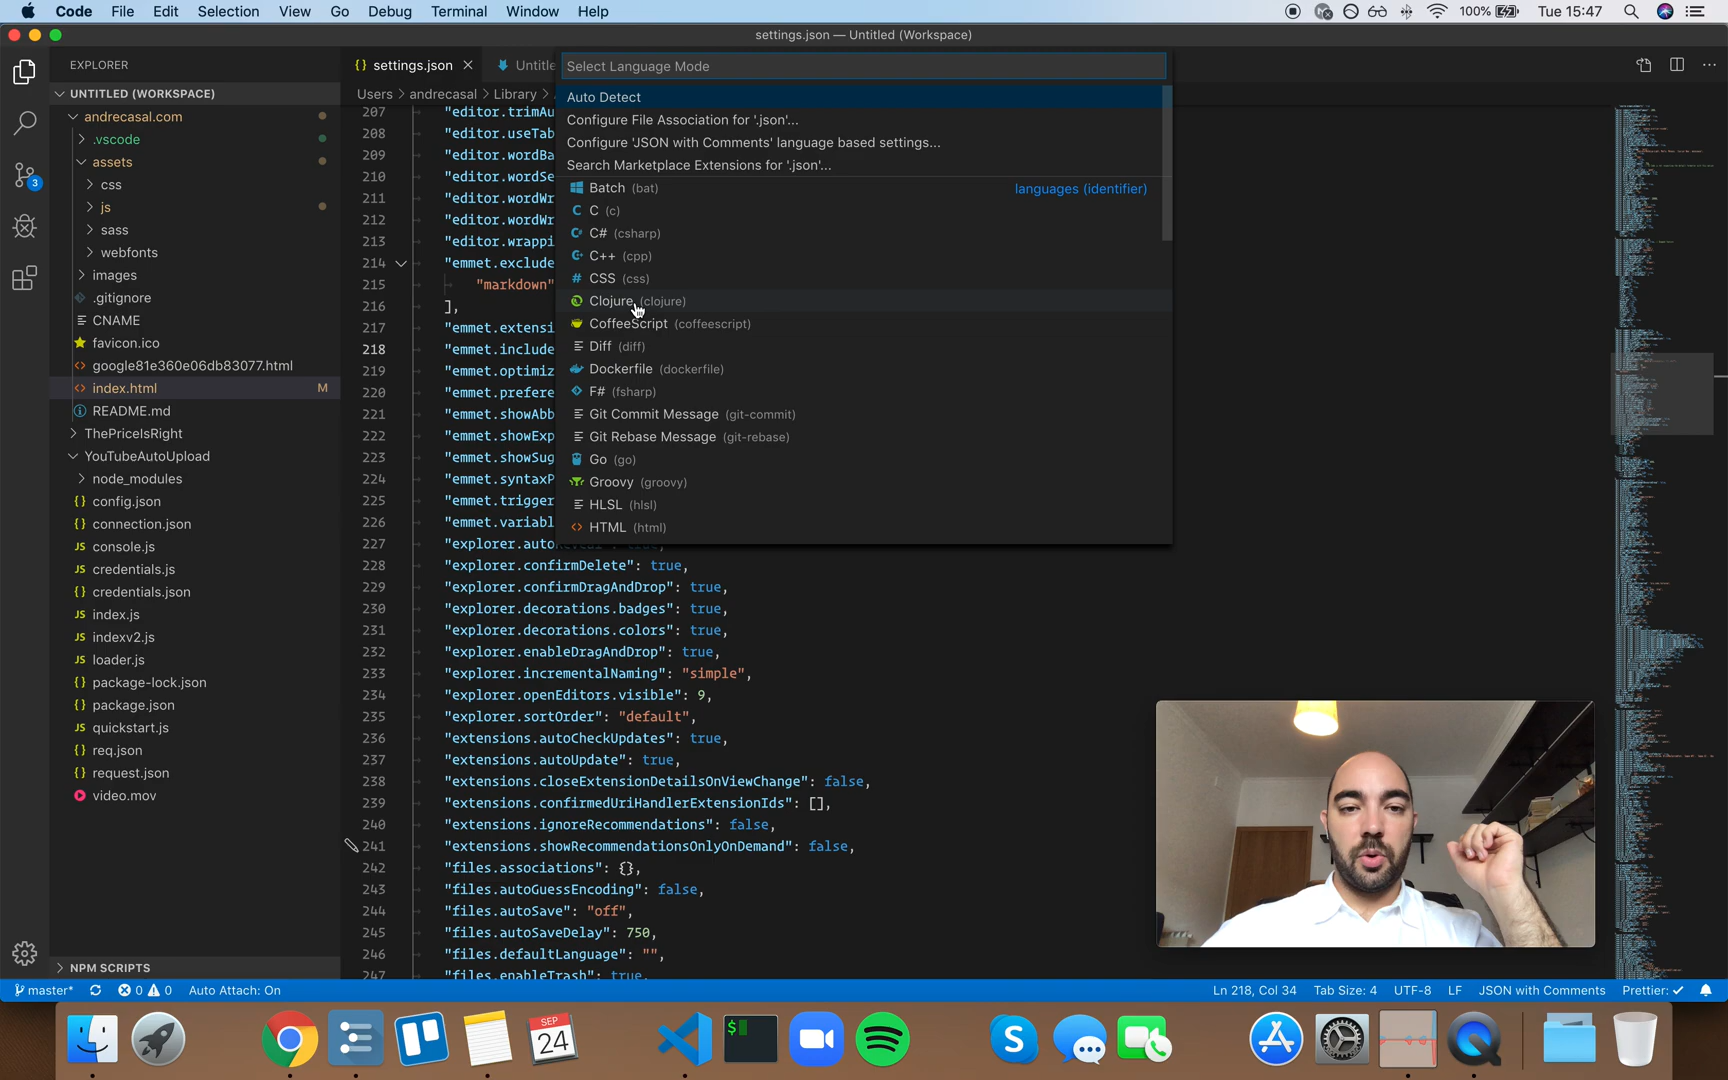 Code File Edit Selection View Go Debug Terminal Window Help
100% Tue 15:47
settings.json — Untitled (Workspace)
EXPLORER
UNTITLED (WORKSPACE)
andrecasal.com
.vscode
assets
css
js
sass
webfonts
images
.gitignore
CNAME
favicon.ico
google81e360e06db83077.html
index.html M
README.md
ThePriceIsRight
YouTubeAutoUpload
node_modules
config.json
connection.json
console.js
credentials.js
credentials.json
index.js
indexv2.js
loader.js
package-lock.json
package.json
quickstart.js
req.json
request.json
video.mov
NPM SCRIPTS
3
settings.json
Untitle
Users > andrecasal > Library >
Select Language Mode
Auto Detect
Configure File Association for '.json'...
Configure 'JSON with Comments' language based settings...
Search Marketplace Extensions for '.json'...
Batch (bat) languages (identifier)
C (c)
C# (csharp)
C++ (cpp)
CSS (css)
Clojure (clojure)
CoffeeScript (coffeescript)
Diff (diff)
Dockerfile (dockerfile)
F# (fsharp)
Git Commit Message (git-commit)
Git Rebase Message (git-rebase)
Go (go)
Groovy (groovy)
HLSL (hlsl)
HTML (html)
207 "editor.trimAu
208 "editor.useTab
209 "editor.wordBa
210 "editor.wordSe
211 "editor.wordWr
212 "editor.wordWr
213 "editor.wrappi
214 "emmet.exclude
215 "markdown"
216 ],
217 "emmet.extensi
218 "emmet.include
219 "emmet.optimiz
220 "emmet.prefere
221 "emmet.showAbb
222 "emmet.showExp
223 "emmet.showSug
224 "emmet.syntaxP
225 "emmet.trigger
226 "emmet.variabl
227 "explorer.autoReveal": true,
228 "explorer.confirmDelete": true,
229 "explorer.confirmDragAndDrop": true,
230 "explorer.decorations.badges": true,
231 "explorer.decorations.colors": true,
232 "explorer.enableDragAndDrop": true,
233 "explorer.incrementalNaming": "simple",
234 "explorer.openEditors.visible": 9,
235 "explorer.sortOrder": "default",
236 "extensions.autoCheckUpdates": true,
237 "extensions.autoUpdate": true,
238 "extensions.closeExtensionDetailsOnViewChange": false,
239 "extensions.confirmedUriHandlerExtensionIds": [],
240 "extensions.ignoreRecommendations": false,
241 "extensions.showRecommendationsOnlyOnDemand": false,
242 "files.associations": {},
243 "files.autoGuessEncoding": false,
244 "files.autoSave": "off",
245 "files.autoSaveDelay": 750,
246 "files.defaultLanguage": "",
247 "files.enableTrash": true,
master* 0 0 Auto Attach: On Ln 218, Col 34 Tab Size: 4 UTF-8 LF JSON with Comments Prettier: ✓
SEP
24
$